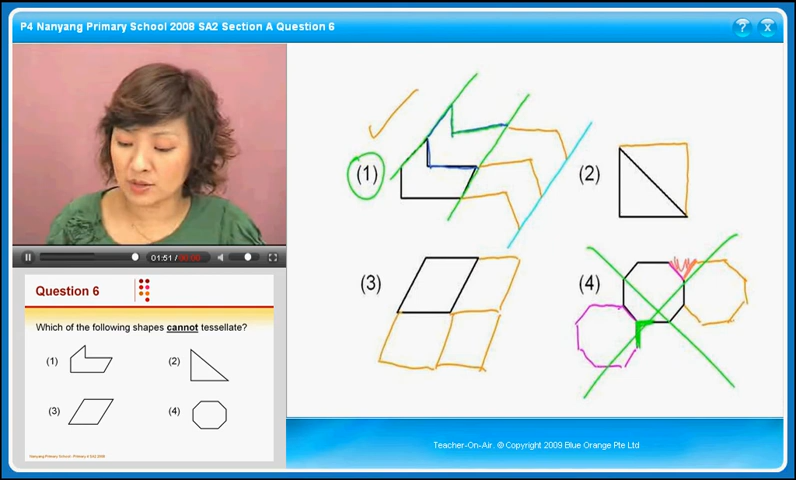 P4 Nanyang Primary School 2008 SA2 Section A Question 6
? X
(1)
(2)
(3)
(4)
01:51 /
Question 6
Which of the following shapes cannot tessellate?
(1)
(2)
(3)
(4)
Nanyang Primary School - Primary 4 SA2 2008
Teacher-On-Air. © Copyright 2009 Blue Orange Pte Ltd